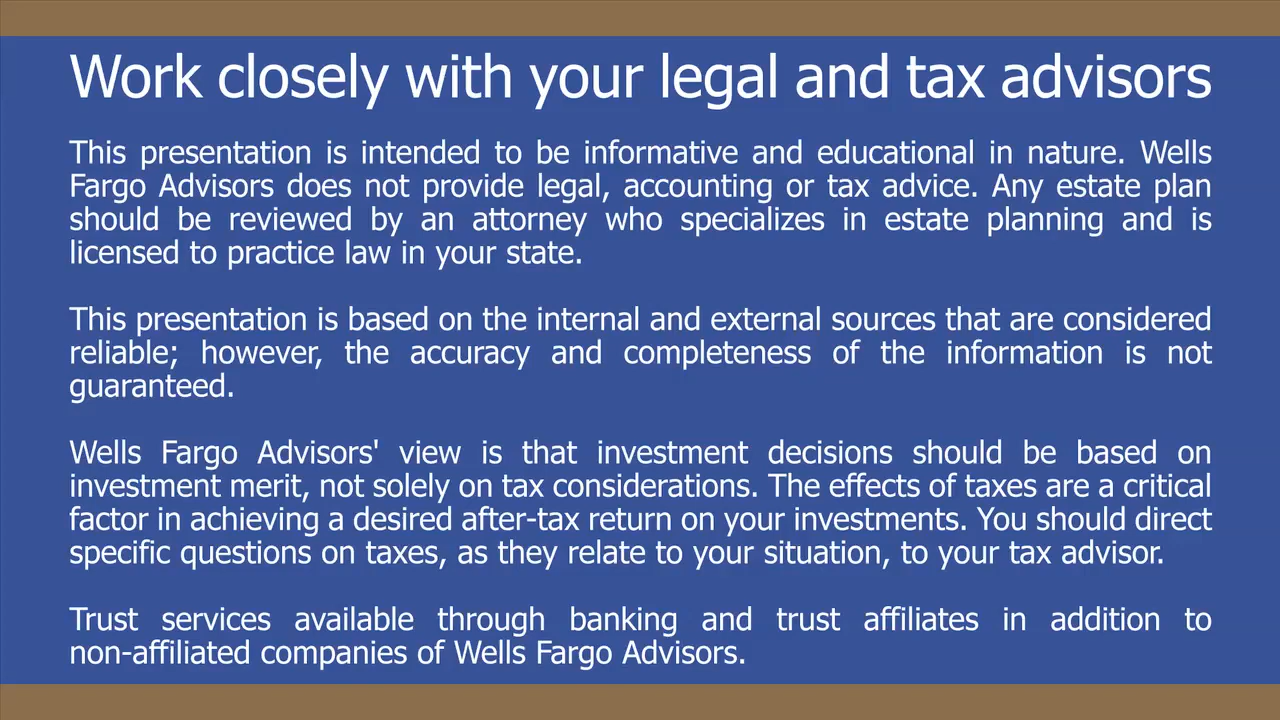 Work closely with your legal and tax advisors
This presentation is intended to be informative and educational in nature. Wells
Fargo Advisors does not provide legal, accounting or tax advice. Any estate plan
should be reviewed by an attorney who specializes in estate planning and is
licensed to practice law in your state.
This presentation is based on the internal and external sources that are considered
reliable; however, the accuracy and completeness of the information is not
guaranteed.
Wells Fargo Advisors' view is that investment decisions should be based on
investment merit, not solely on tax considerations. The effects of taxes are a critical
factor in achieving a desired after-tax return on your investments. You should direct
specific questions on taxes, as they relate to your situation, to your tax advisor.
Trust services available through banking and trust affiliates in addition to
non-affiliated companies of Wells Fargo Advisors.